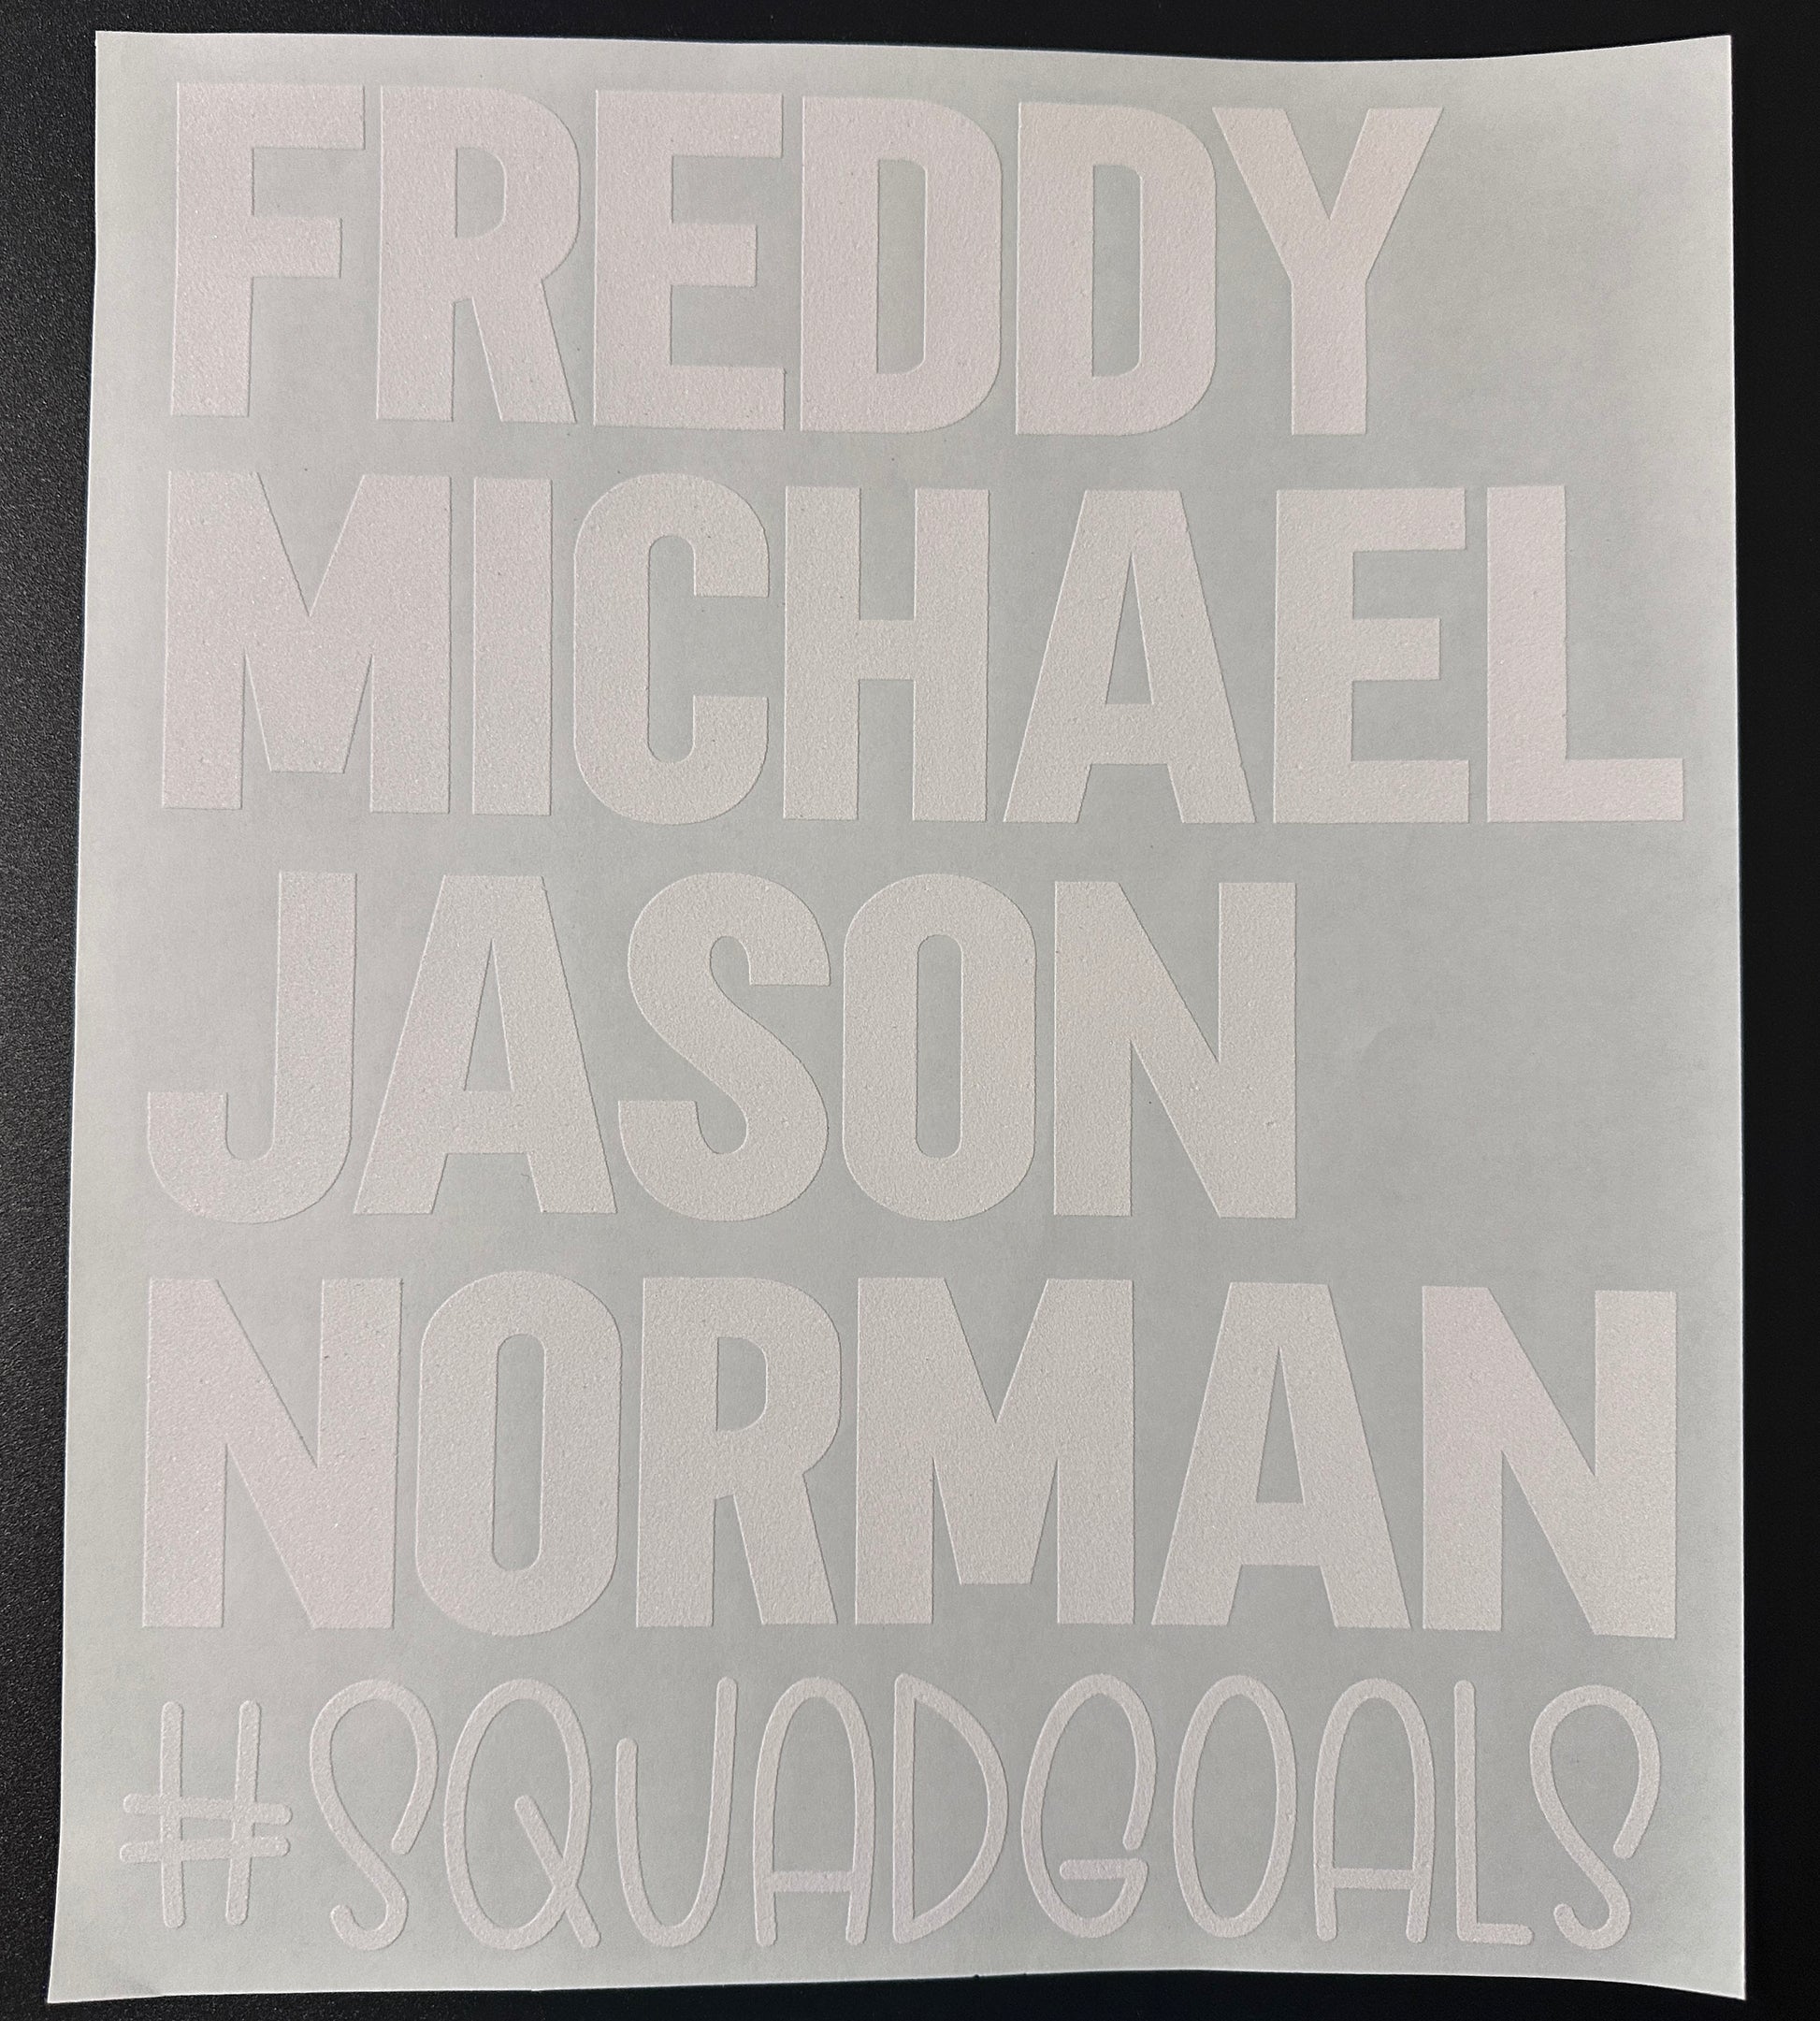 FREDDY
MICHAEL
JASON
NORMAN
#SQUADGOALS